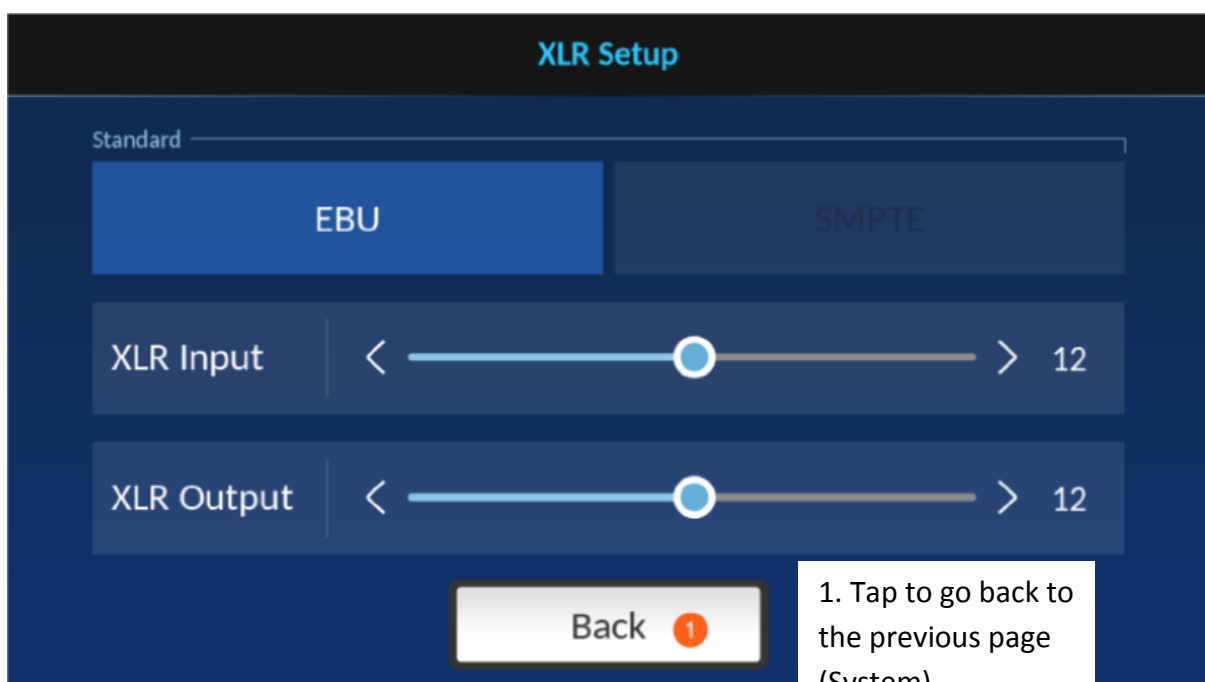 XLR Setup
Standard
EBU
SMPTE
XLR Input
12
XLR Output
12
Back 1
1. Tap to go back to
the previous page
(System)